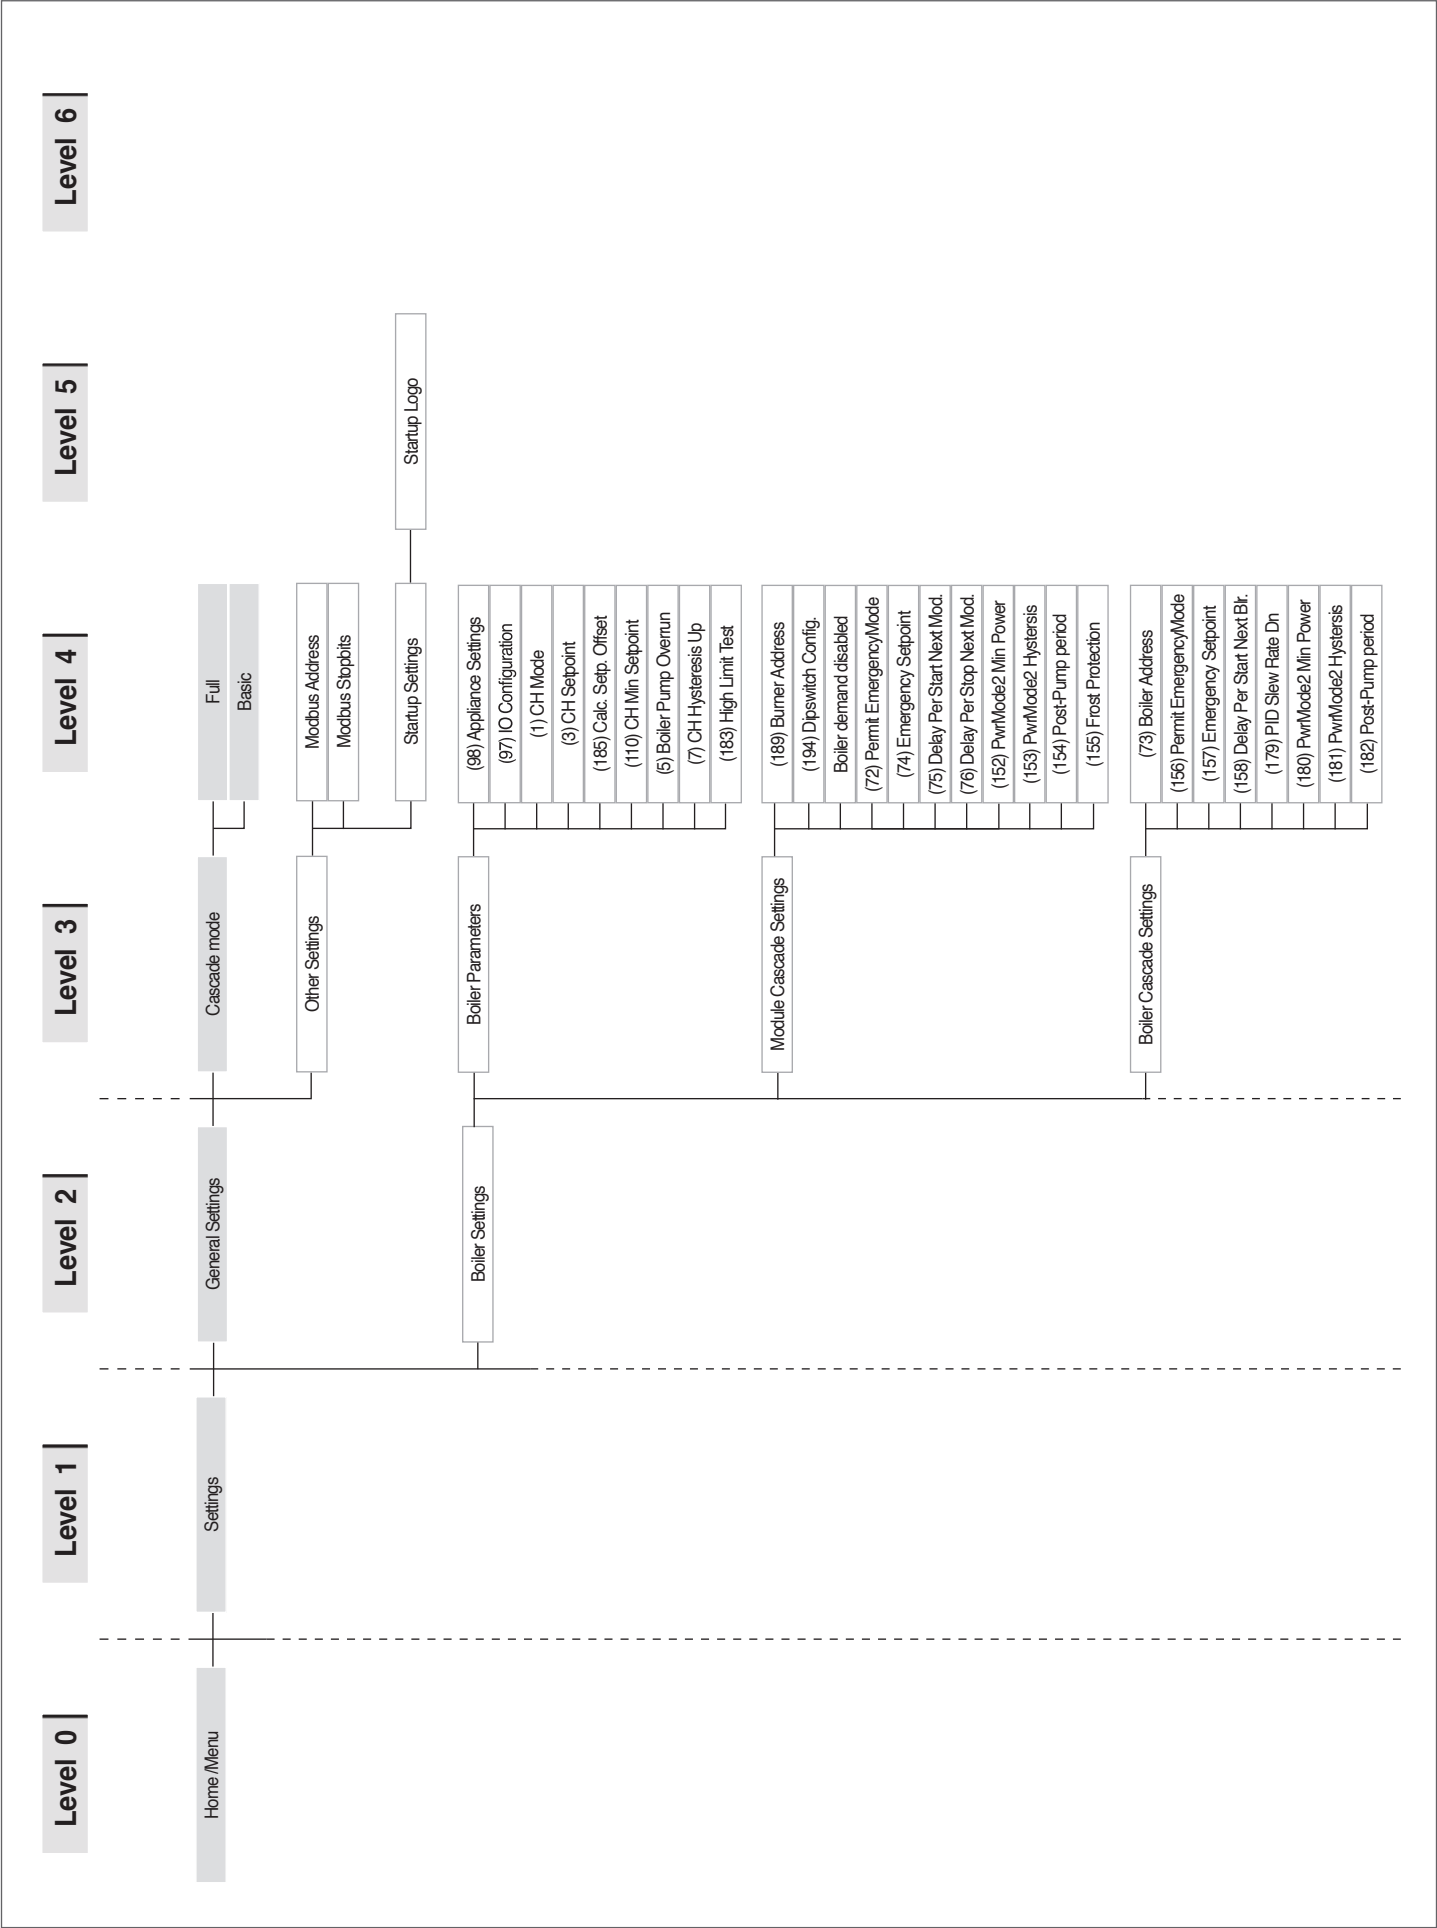 Level 0
Level 1
Level 2
Level 3
Level 4
Level 5
Level 6
Home /Menu
Settings
General Settings
Cascade mode
Full
Basic
Other Settings
Modbus Address
Modbus Stopbits
Startup Settings
Startup Logo
Boiler Settings
Boiler Parameters
(98) Appliance Settings
(97) IO Configuration
(1) CH Mode
(3) CH Setpoint
(185) Calc. Setp. Offset
(110) CH Min Setpoint
(5) Boiler Pump Overrun
(7) CH Hysteresis Up
(183) High Limit Test
Module Cascade Settings
(189) Burner Address
(194) Dipswitch Config.
Boiler demand disabled
(72) Permit EmergencyMode
(74) Emergency Setpoint
(75) Delay Per Start Next Mod.
(76) Delay Per Stop Next Mod.
(152) PwrMode2 Min Power
(153) PwrMode2 Hystersis
(154) Post-Pump period
(155) Frost Protection
Boiler Cascade Settings
(73) Boiler Address
(156) Permit EmergencyMode
(157) Emergency Setpoint
(158) Delay Per Start Next Blr.
(179) PID Slew Rate Dn
(180) PwrMode2 Min Power
(181) PwrMode2 Hystersis
(182) Post-Pump period